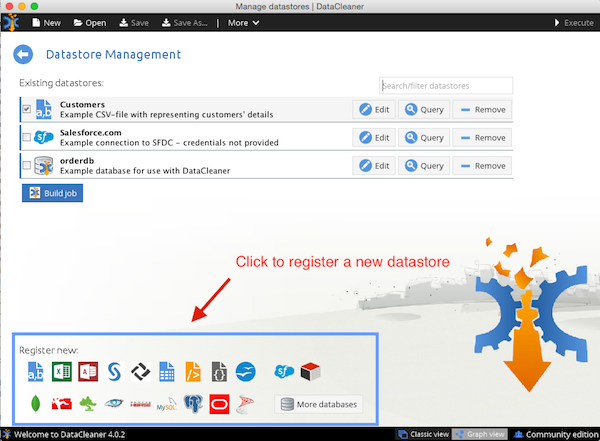 Manage datastores | DataCleaner
New Open Save Save As... | More Execute
Datastore Management
Existing datastores:
Search/filter datastores
Customers
Example CSV-file with representing customers' details
Edit Query Remove
Salesforce.com
Example connection to SFDC - credentials not provided
Edit Query Remove
orderdb
Example database for use with DataCleaner
Edit Query Remove
Build job
Click to register a new datastore
Register new:
a,b
MySQL
More databases
Welcome to DataCleaner 4.0.2
Classic view Graph view Community edition